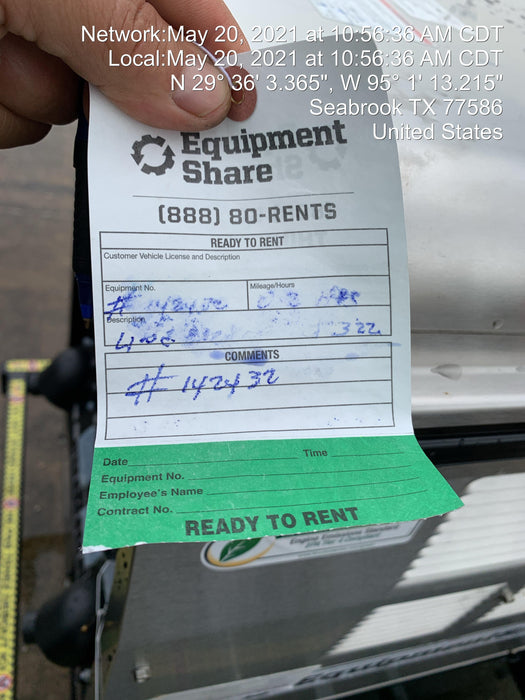 Network:May 20, 2021 at 10:56:36 AM CDT
Local:May 20, 2021 at 10:56:36 AM CDT
N 29° 36' 3.365", W 95° 1' 13.215"
Seabrook TX 77586
United States
Equipment
Share
(888) 80-RENTS
READY TO RENT
Customer Vehicle License and Description
Equipment No. Mileage/Hours
# 142432
Description
322
COMMENTS
# 142432
Date Time
Equipment No.
Employee's Name
Contract No.
READY TO RENT